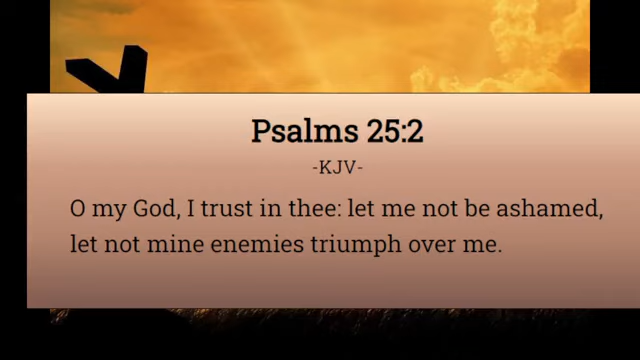 Psalms 25:2
-KJV-
O my God, I trust in thee: let me not be ashamed,
let not mine enemies triumph over me.